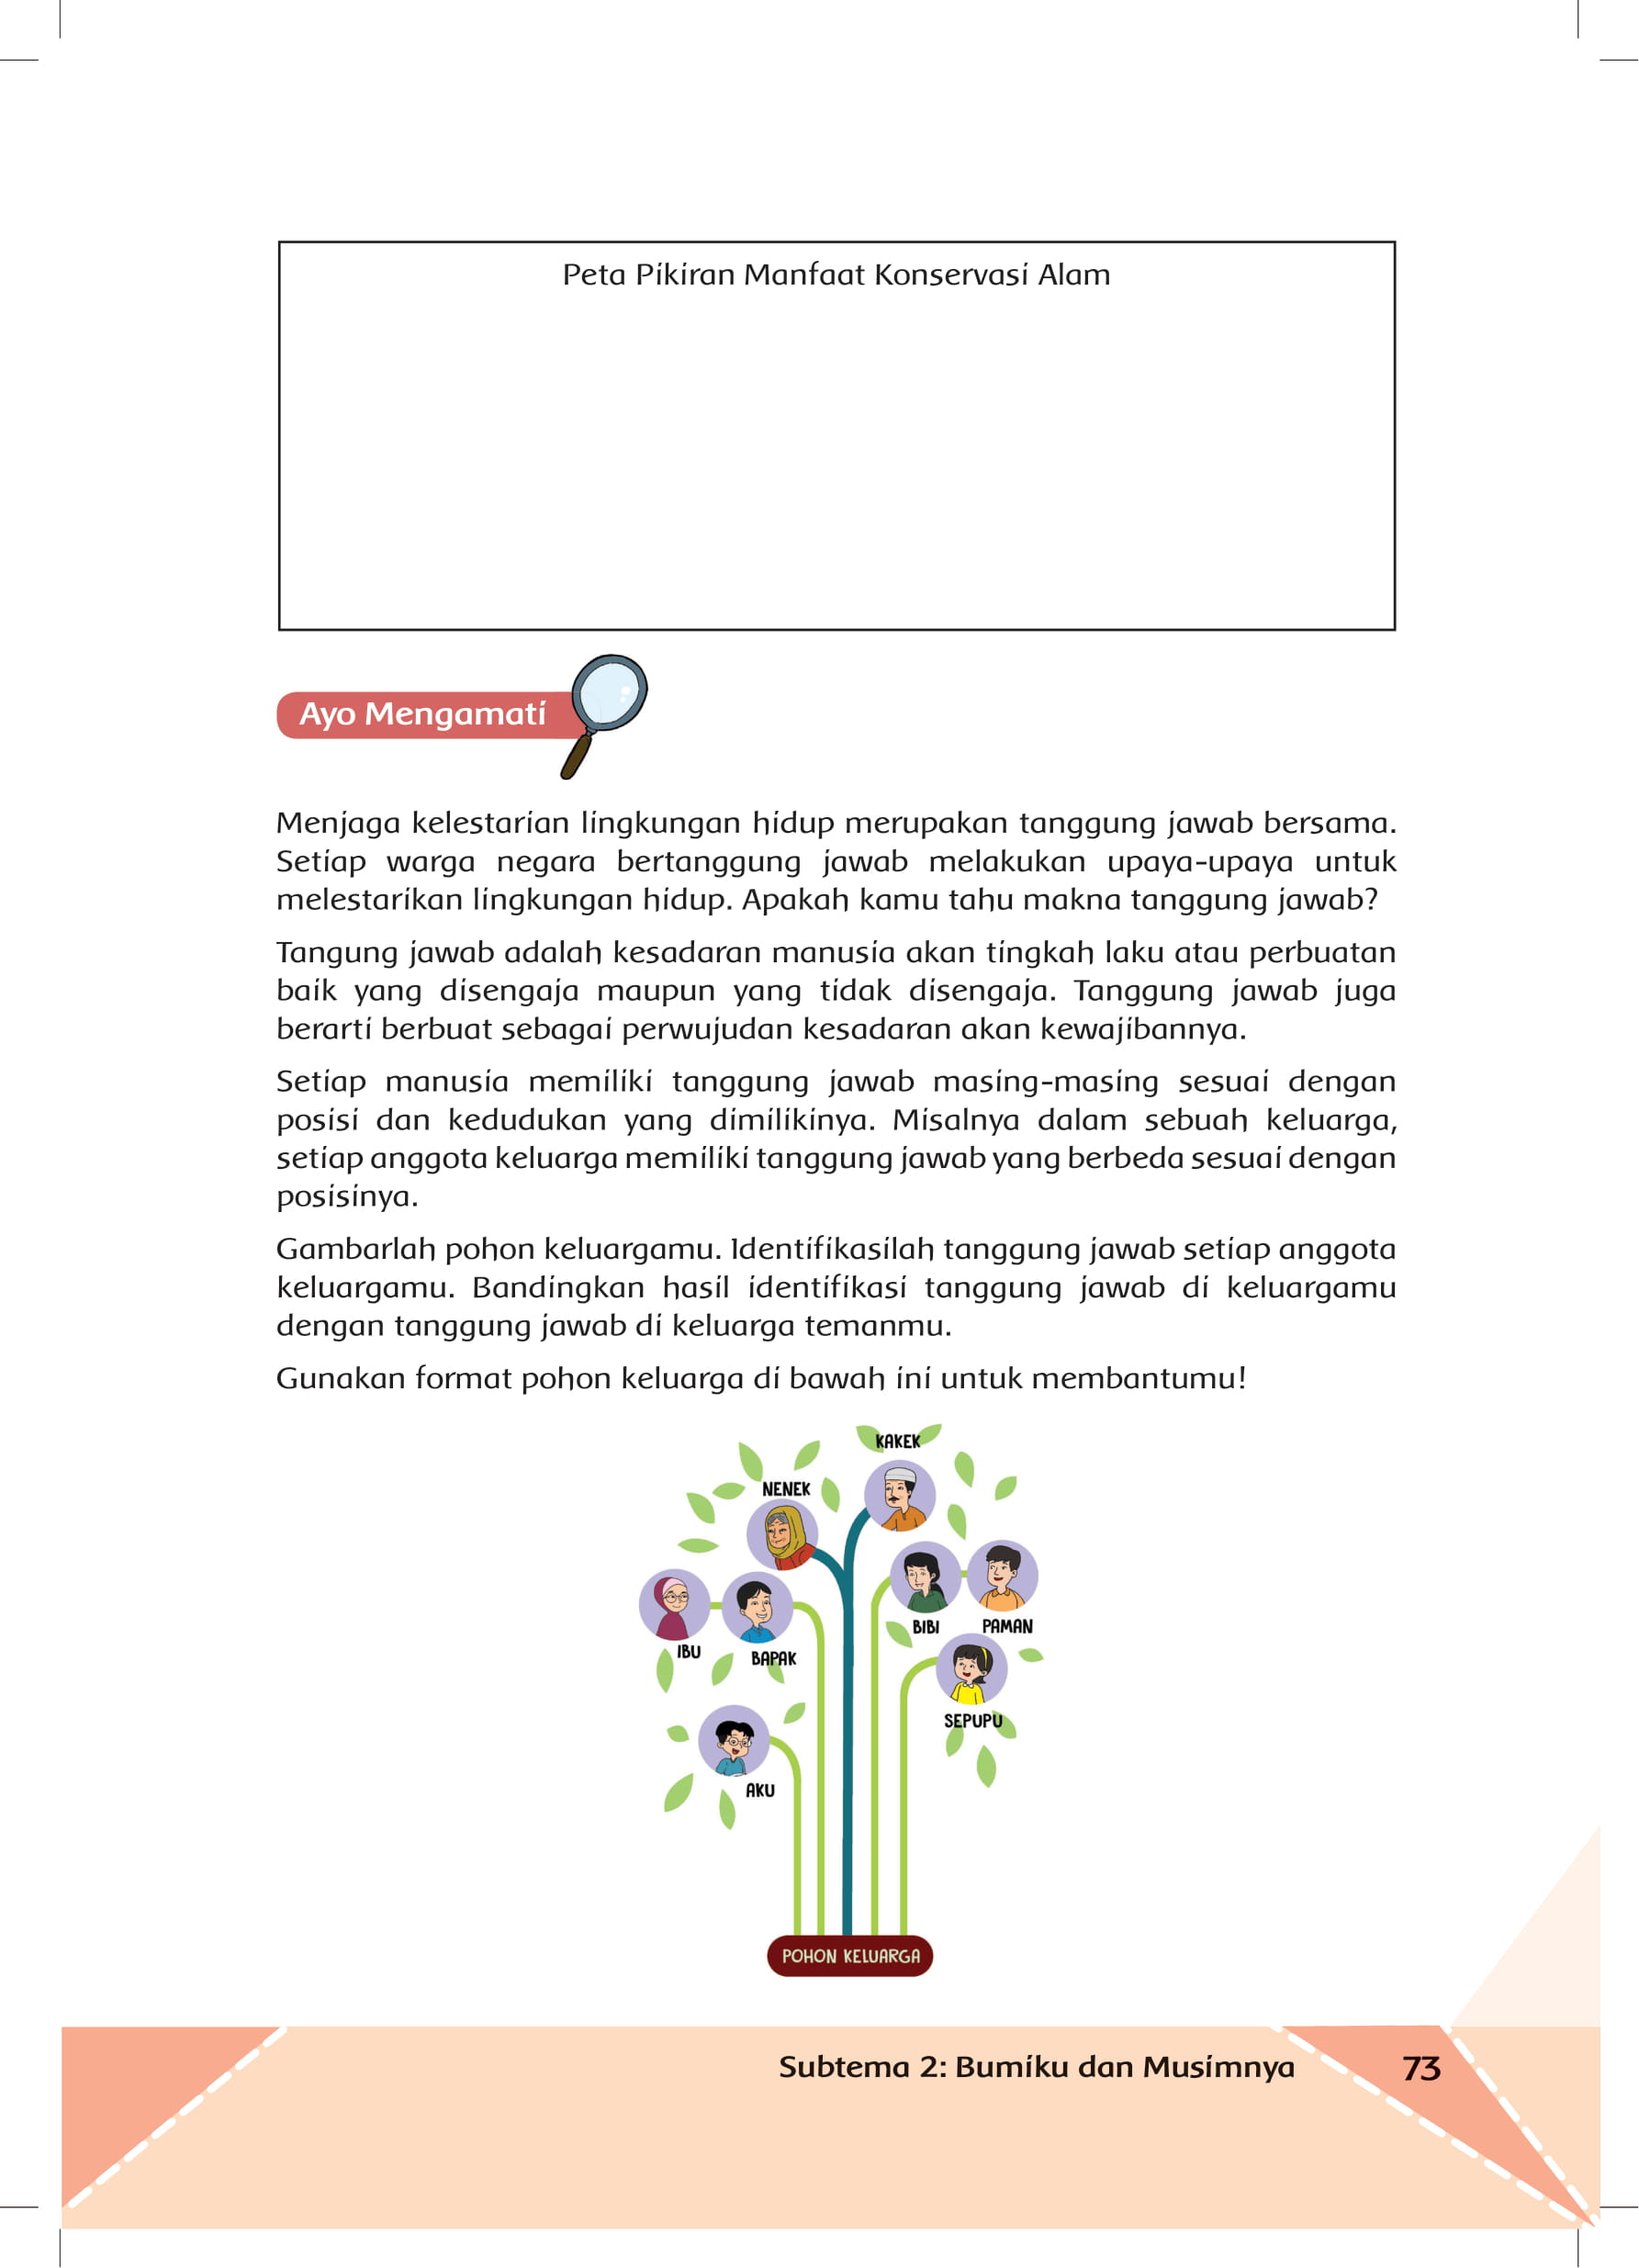 Peta Pikiran Manfaat Konservasi Alam
Ayo Mengamati
Menjaga kelestarian lingkungan hidup merupakan tanggung jawab bersama.
Setiap warga negara bertanggung jawab melakukan upaya-upaya untuk
melestarikan lingkungan hidup. Apakah kamu tahu makna tanggung jawab?
Tangung jawab adalah kesadaran manusia akan tingkah laku atau perbuatan
baik yang disengaja maupun yang tidak disengaja. Tanggung jawab juga
berarti berbuat sebagai perwujudan kesadaran akan kewajibannya.
Setiap manusia memiliki tanggung jawab masing-masing sesuai dengan
posisi dan kedudukan yang dimilikinya. Misalnya dalam sebuah keluarga,
setiap anggota keluarga memiliki tanggung jawab yang berbeda sesuai dengan
posisinya.
Gambarlah pohon keluargamu. Identifikasilah tanggung jawab setiap anggota
keluargamu. Bandingkan hasil identifikasi tanggung jawab di keluargamu
dengan tanggung jawab di keluarga temanmu.
Gunakan format pohon keluarga di bawah ini untuk membantumu!
KAKEK
NENEK
BIBI
PAMAN
IBU
BAPAK
SEPUPU
AKU
POHON KELUARGA
Subtema 2: Bumiku dan Musimnya
73